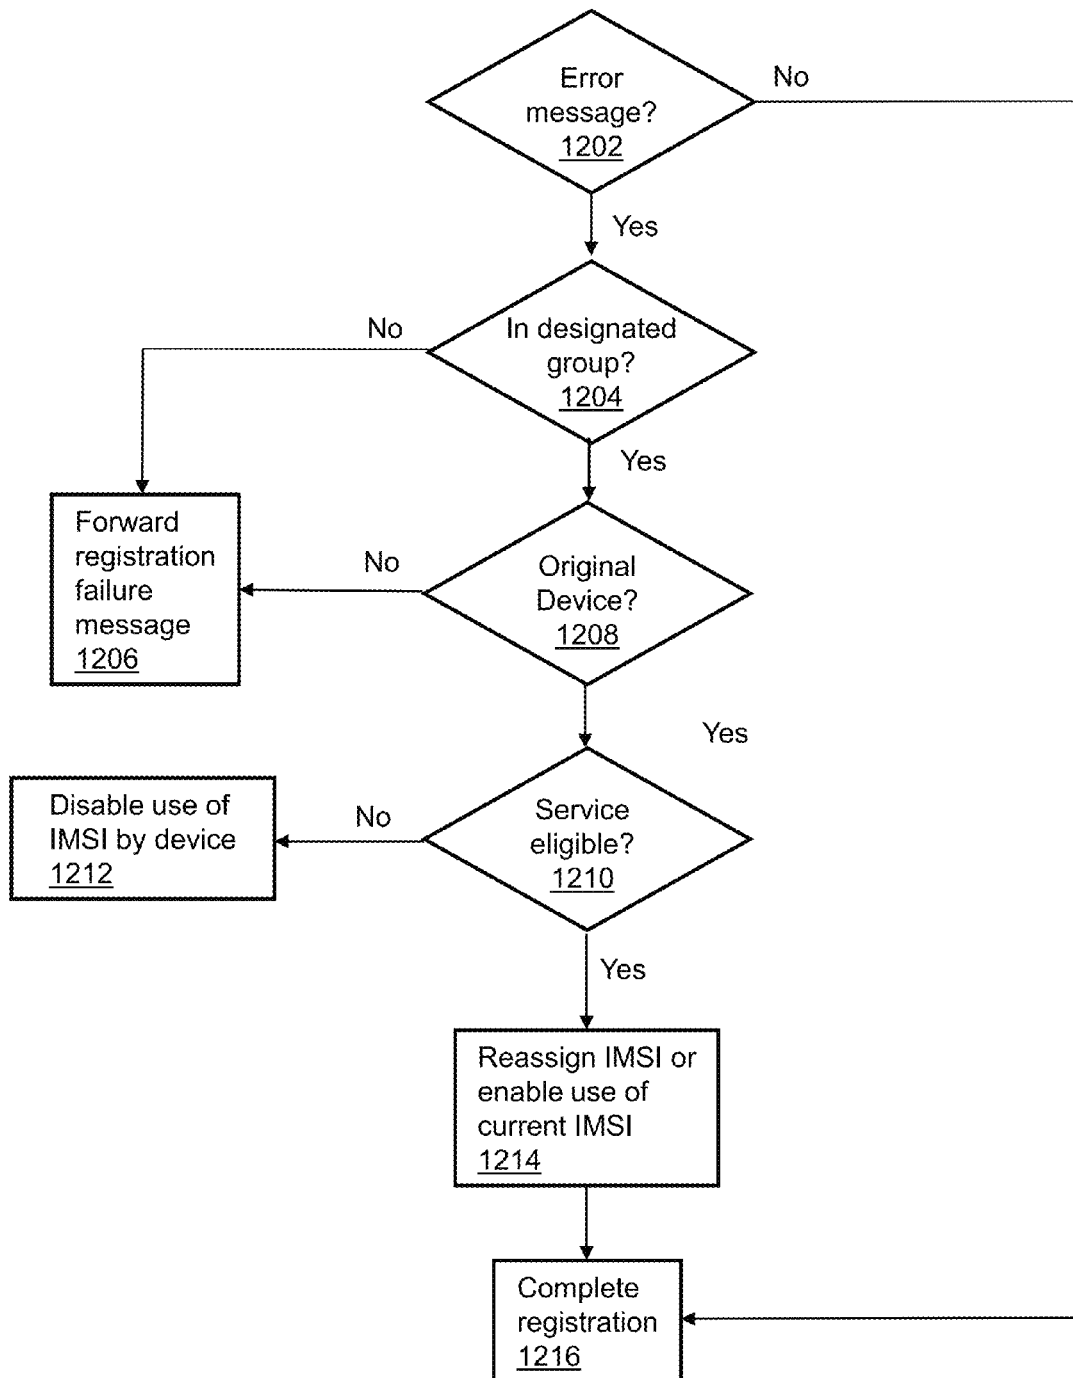 Error
message?
1202
No
Yes
In designated
group?
1204
No
Yes
Forward
registration
failure
message
1206
No
Original
Device?
1208
Yes
Disable use of
IMSI by device
1212
No
Service
eligible?
1210
Yes
Reassign IMSI or
enable use of
current IMSI
1214
Complete
registration
1216